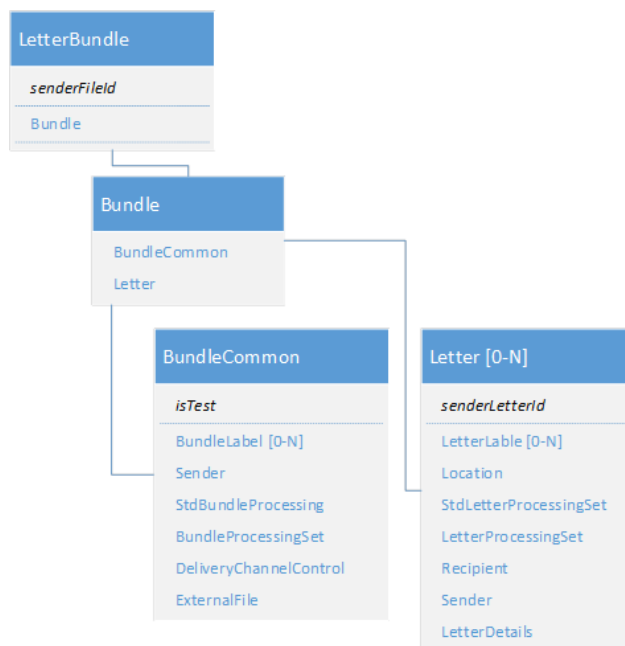 LetterBundle
senderFileId
Bundle
Bundle
BundleCommon
Letter
BundleCommon
isTest
BundleLabel [0-N]
Sender
StdBundleProcessing
BundleProcessingSet
DeliveryChannelControl
ExternalFile
Letter [0-N]
senderLetterId
LetterLable [0-N]
Location
StdLetterProcessingSet
LetterProcessingSet
Recipient
Sender
LetterDetails